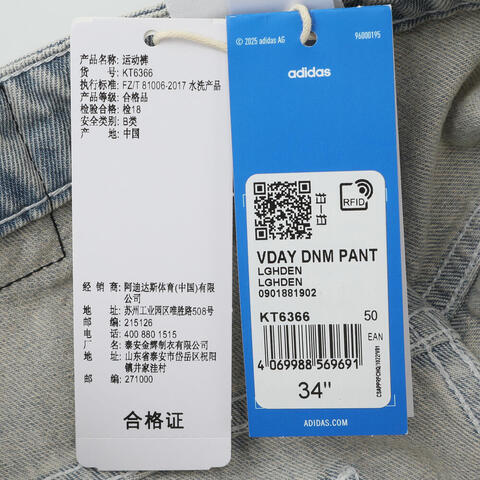 产品名称: 运动裤
货 号: KT6366
执行标准: FZ/T 81006-2017 水洗产品
产品等级: 合格品
检验合格: 检18
安全类别: B类
产 地: 中国
经 销 商: 阿迪达斯体育(中国)有限公司
地 址: 苏州工业园区唯胜路508号
邮 编: 215126
电 话: 400 880 1515
制 造 商: 泰安金辉制衣有限公司
地 址: 山东省泰安市岱岳区祝阳
镇井家洼村
邮 编: 271000
合格证
© 2025 adidas AG
96000195
adidas
RFID
VDAY DNM PANT
LGHDEN
LGHDEN
0901881902
KT6366
50
EAN
4 069988 569691
34"
ADIDAS.COM